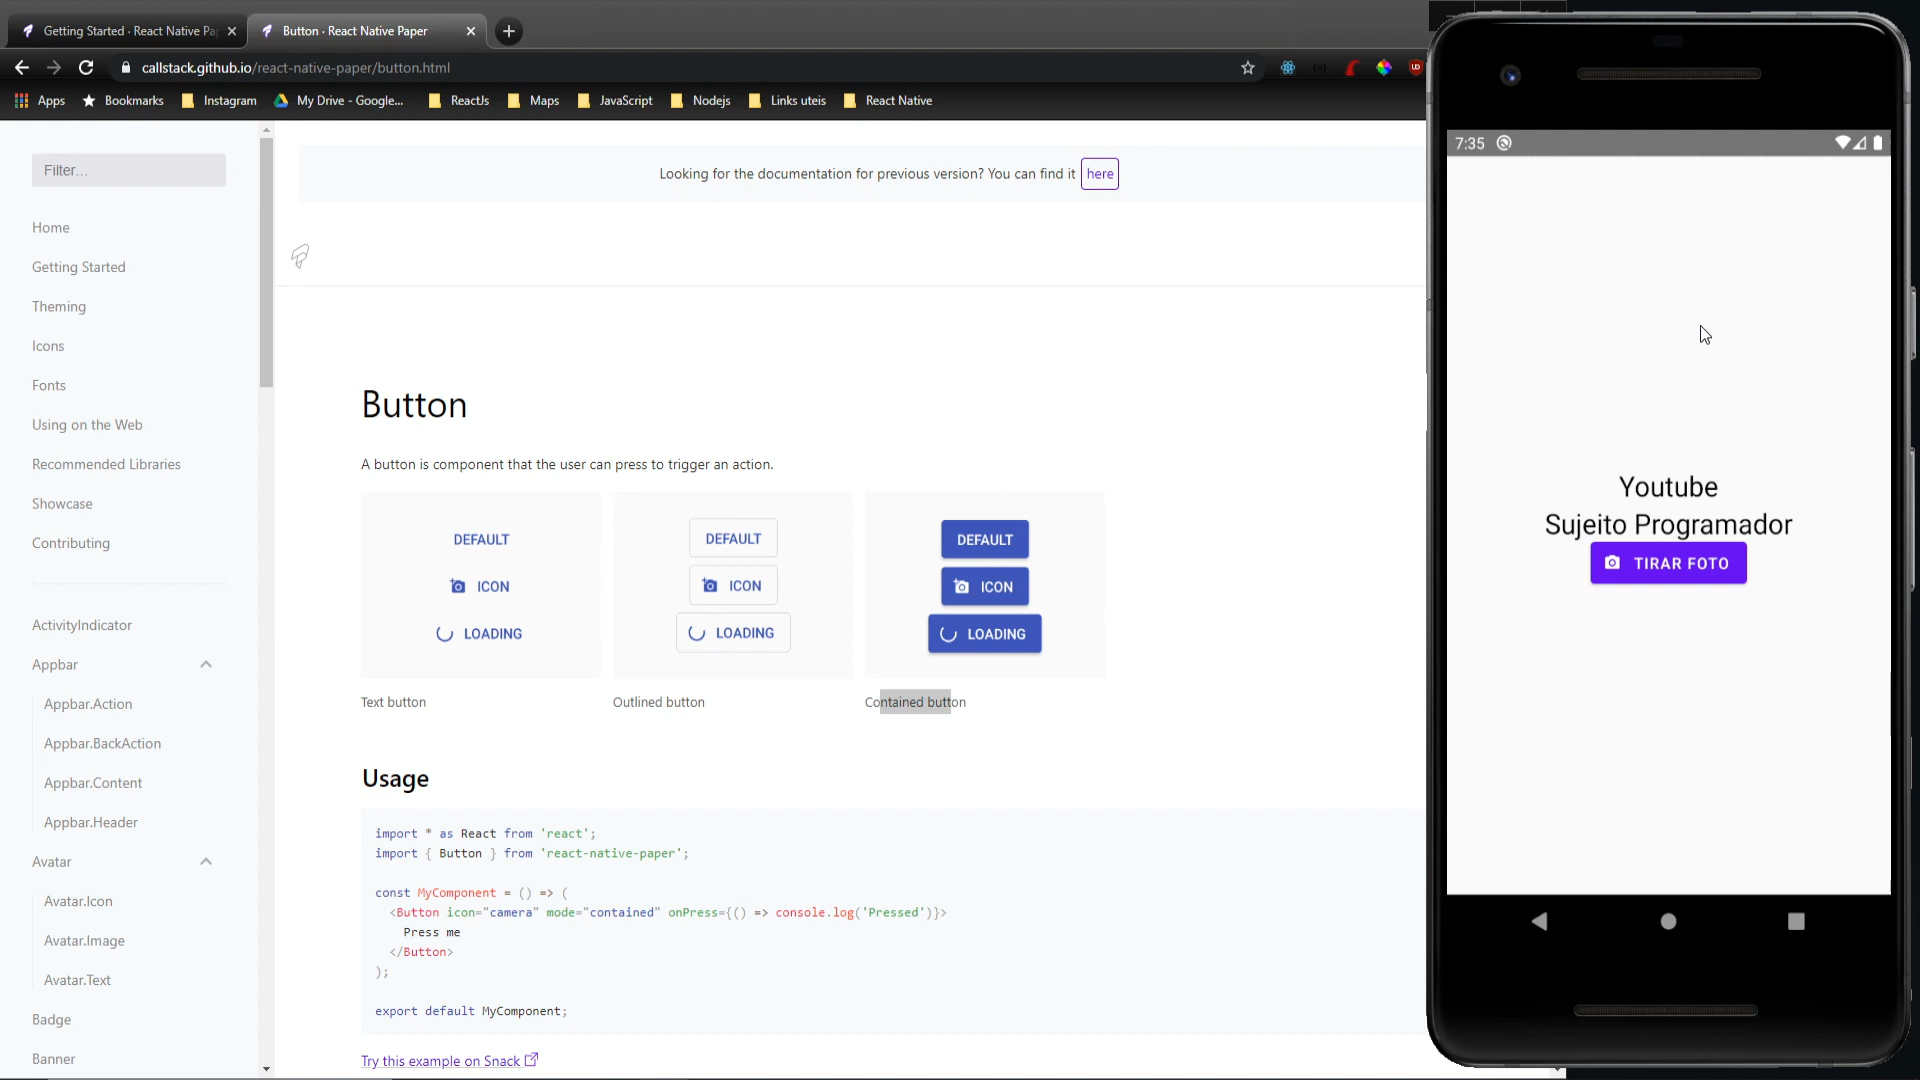 Getting Started · React Native Pa
Button · React Native Paper
callstack.github.io/react-native-paper/button.html
Apps
Bookmarks
Instagram
My Drive - Google...
ReactJs
Maps
JavaScript
Nodejs
Links uteis
React Native
Filter...
Home
Getting Started
Theming
Icons
Fonts
Using on the Web
Recommended Libraries
Showcase
Contributing
ActivityIndicator
Appbar
Appbar.Action
Appbar.BackAction
Appbar.Content
Appbar.Header
Avatar
Avatar.Icon
Avatar.Image
Avatar.Text
Badge
Banner
Looking for the documentation for previous version? You can find it here
Button
A button is component that the user can press to trigger an action.
DEFAULT
ICON
LOADING
Text button
DEFAULT
ICON
LOADING
Outlined button
DEFAULT
ICON
LOADING
Contained button
Usage
import * as React from 'react';
import { Button } from 'react-native-paper';
const MyComponent = () => (
<Button icon="camera" mode="contained" onPress={() => console.log('Pressed')}>
Press me
</Button>
);
export default MyComponent;
Try this example on Snack
7:35
Youtube
Sujeito Programador
TIRAR FOTO